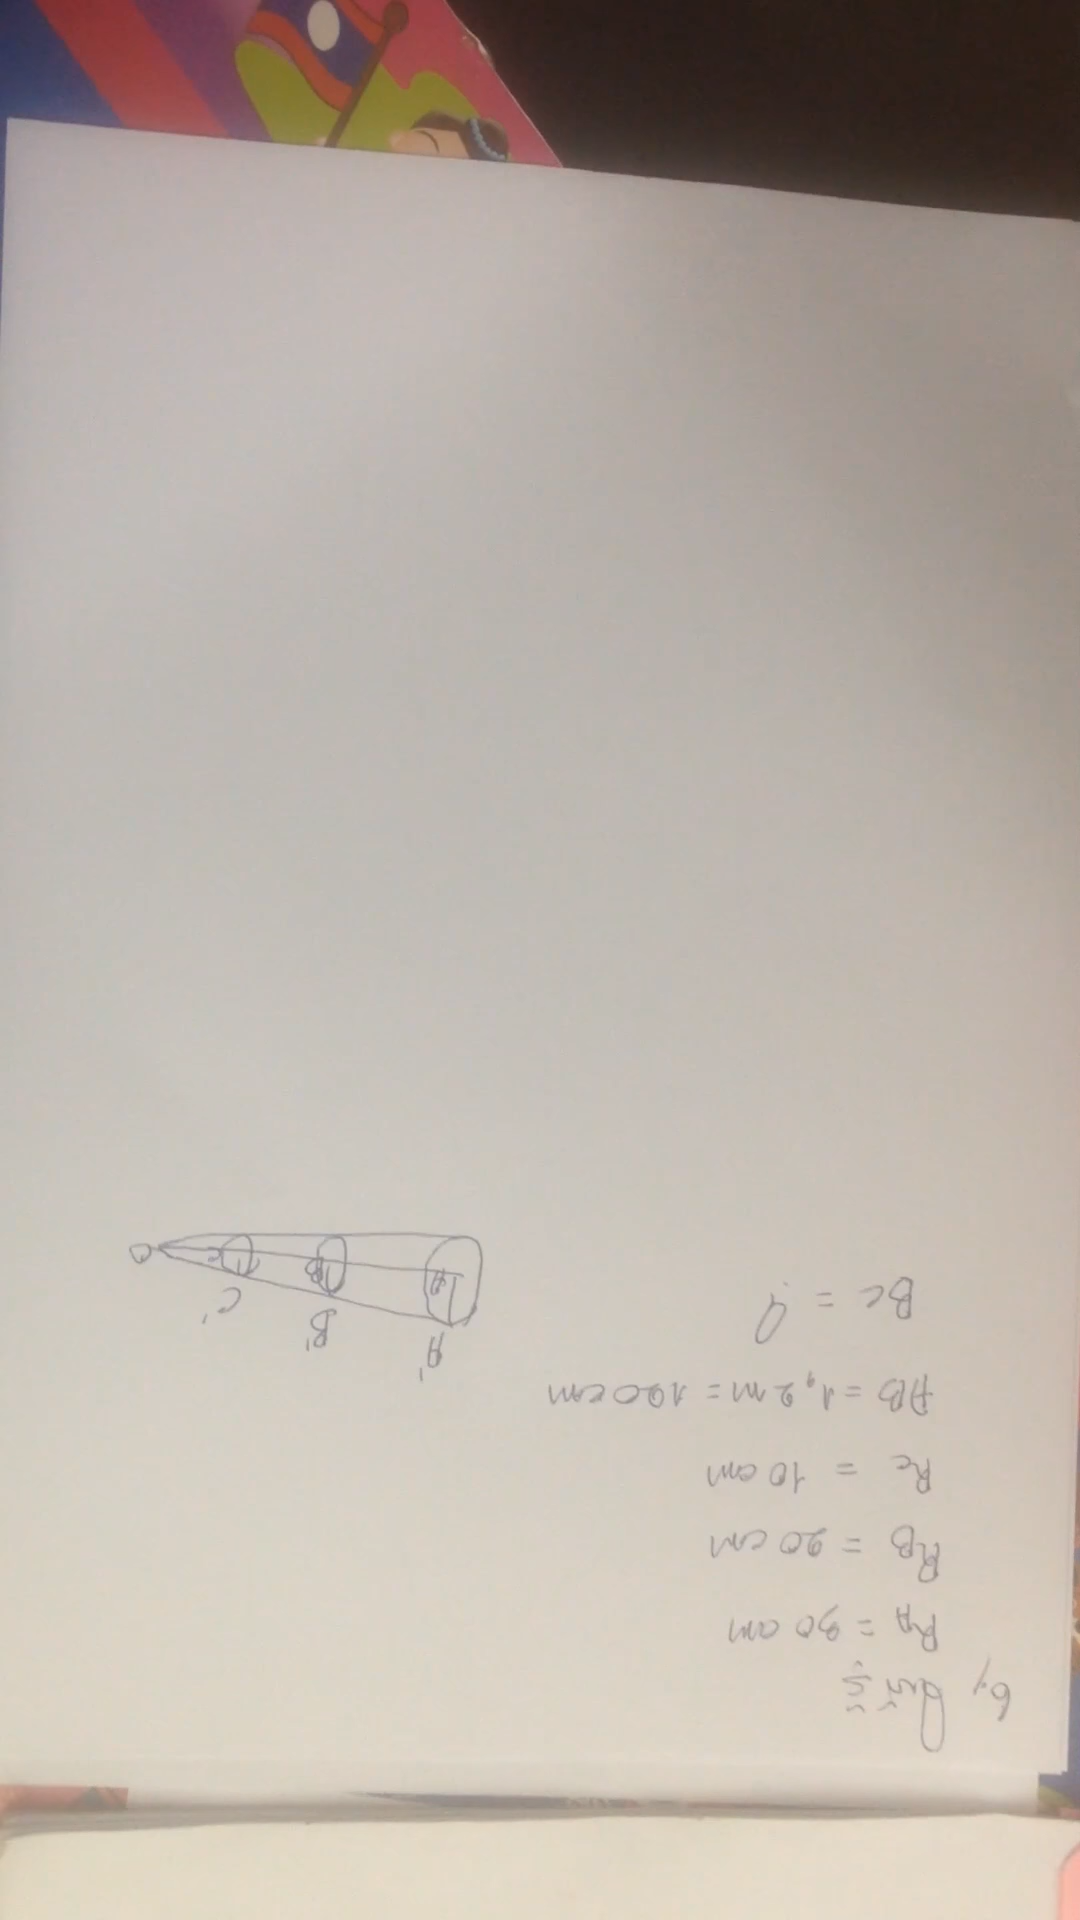 6/
RA = 30 cm
RB = 20 cm
Rc = 10 cm
AB = 1,2 m = 120 cm
BC = ?
A'
B'
C'
A
B
C
O